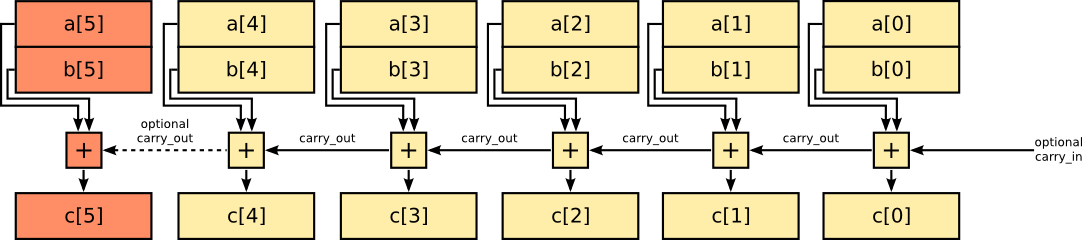 a[5] a[4] a[3] a[2] a[1] a[0]
b[5] b[4] b[3] b[2] b[1] b[0]
optional
carry_out carry_out carry_out carry_out carry_out
+ + + + + +
optional
carry_in
c[5] c[4] c[3] c[2] c[1] c[0]